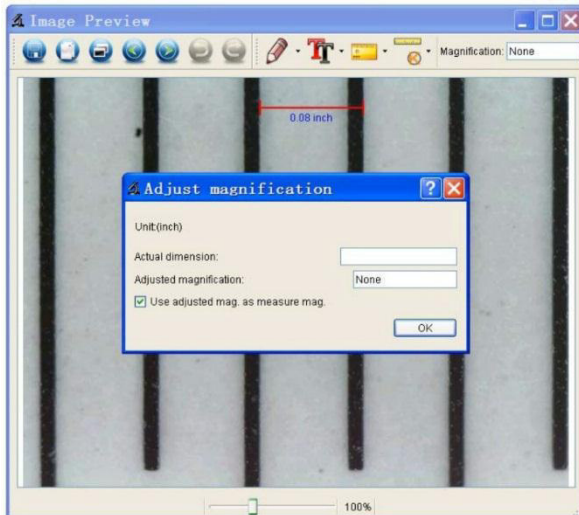 Image Preview
Magnification: None
0.08 inch
Adjust magnification
Unit:(inch)
Actual dimension:
Adjusted magnification: None
Use adjusted mag. as measure mag.
OK
100%